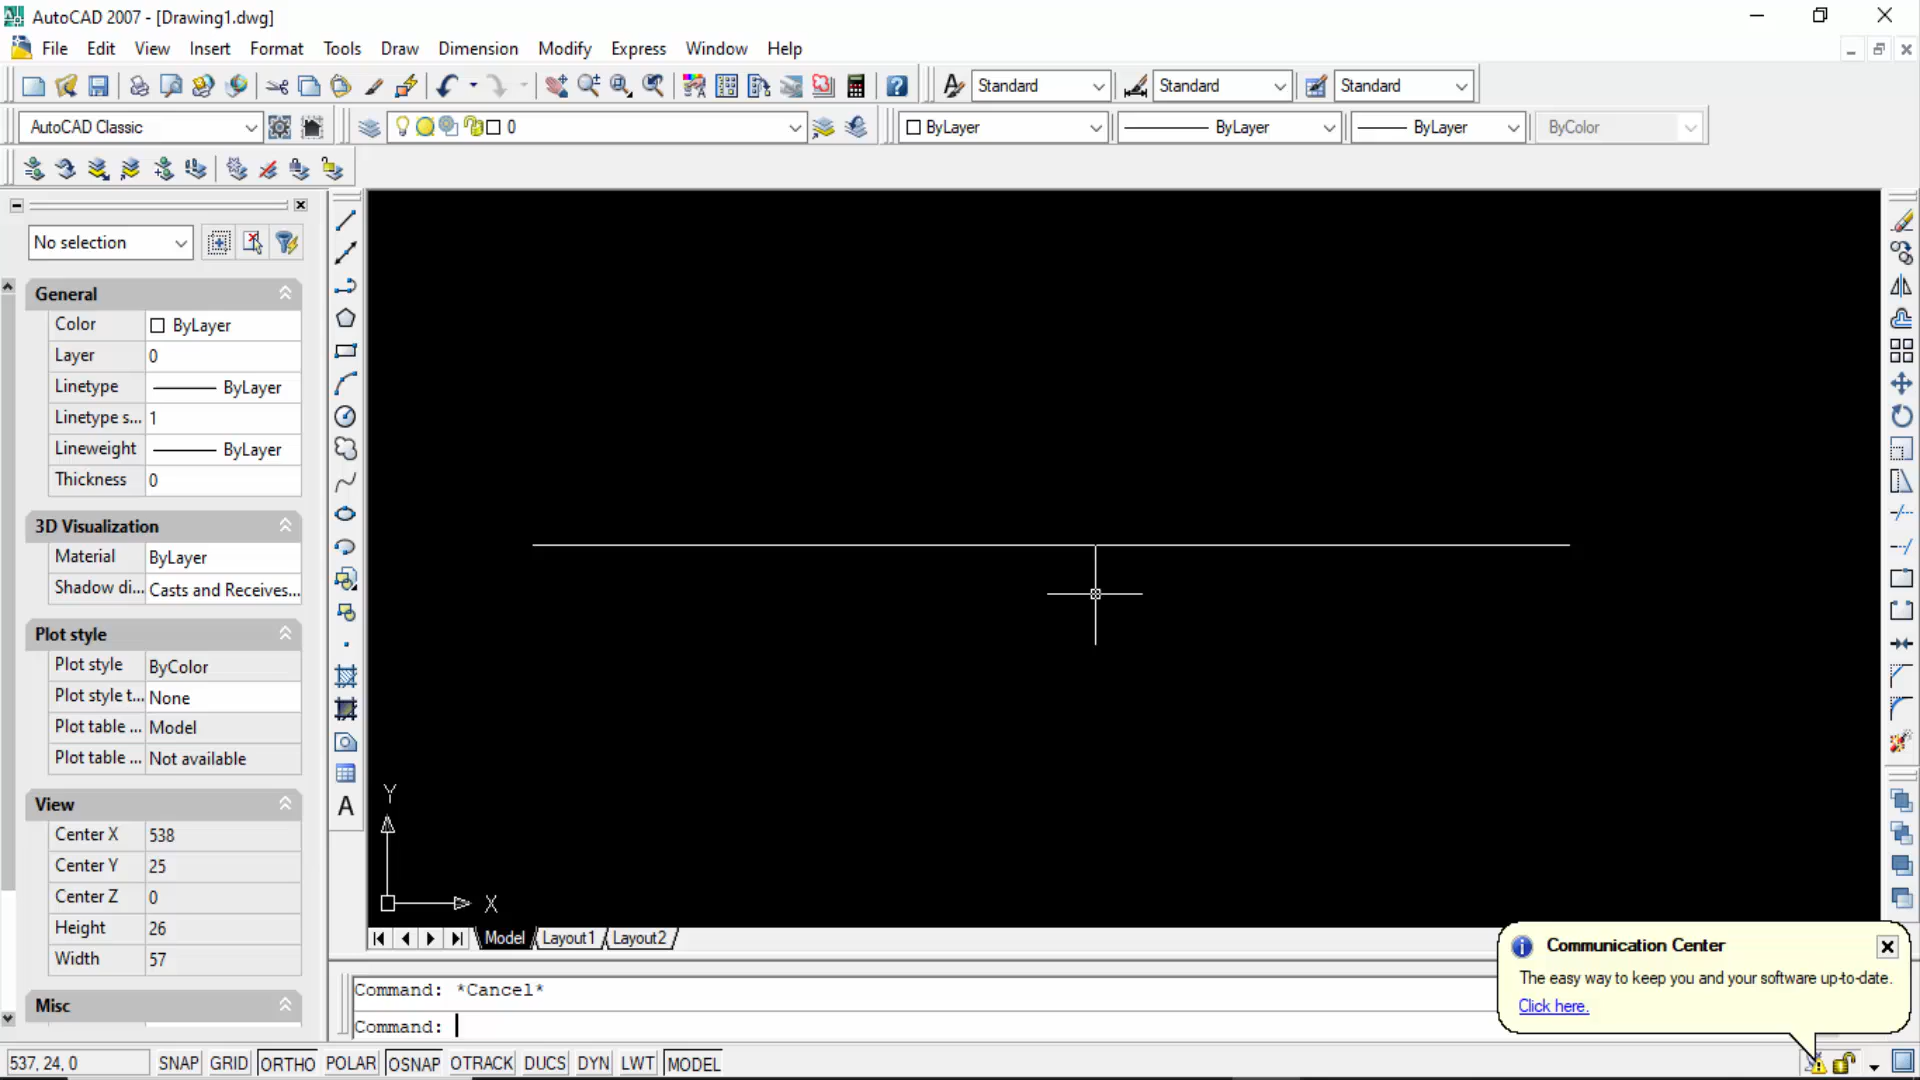 AutoCAD 2007 - [Drawing1.dwg]
File Edit View Insert Format Tools Draw Dimension Modify Express Window Help
Standard Standard Standard
AutoCAD Classic 0 ByLayer ByLayer ByLayer ByColor
No selection
General
Color ByLayer
Layer 0
Linetype ByLayer
Linetype s... 1
Lineweight ByLayer
Thickness 0
3D Visualization
Material ByLayer
Shadow di... Casts and Receives...
Plot style
Plot style ByColor
Plot style t... None
Plot table ... Model
Plot table ... Not available
View
Center X 538
Center Y 25
Center Z 0
Height 26
Width 57
Misc
A
Y
X
Model Layout1 Layout2
Command: *Cancel*
Command:
Communication Center
The easy way to keep you and your software up-to-date.
Click here.
537, 24, 0 SNAP GRID ORTHO POLAR OSNAP OTRACK DUCS DYN LWT MODEL